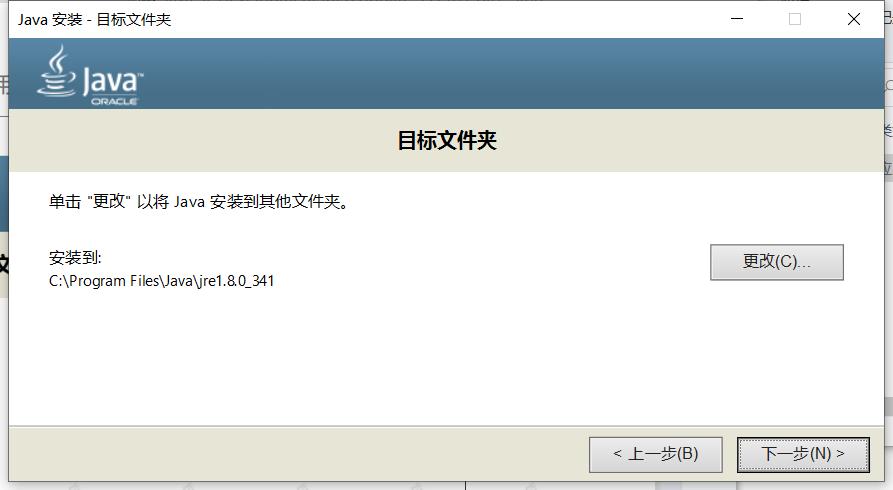 Java 安装 - 目标文件夹
Java™
ORACLE
目标文件夹
单击 "更改" 以将 Java 安装到其他文件夹。
安装到:
C:\Program Files\Java\jre1.8.0_341
更改(C)...
< 上一步(B)
下一步(N) >